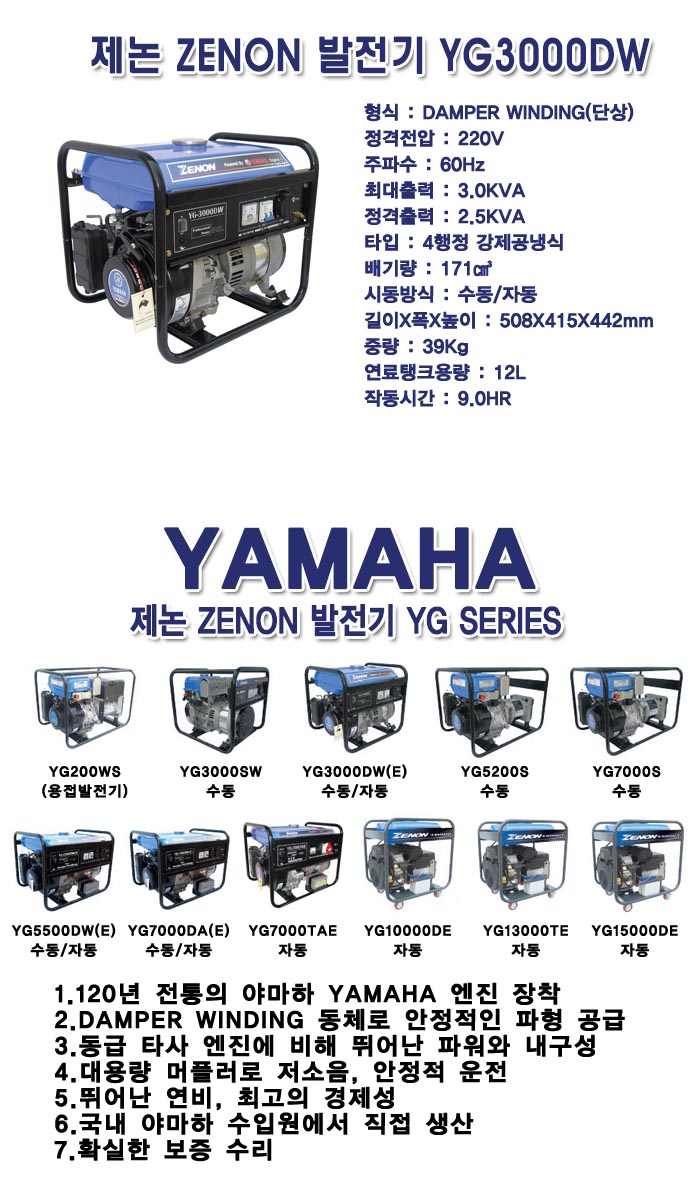 제논 ZENON 발전기 YG3000DW
형식 : DAMPER WINDING(단상)
정격전압 : 220V
주파수 : 60Hz
최대출력 : 3.0KVA
정격출력 : 2.5KVA
타입 : 4행정 강제공냉식
배기량 : 171㎤
시동방식 : 수동/자동
길이X폭X높이 : 508X415X442mm
중량 : 39Kg
연료탱크용량 : 12L
작동시간 : 9.0HR
ZENON Powered by YAMAHA
YG-3000DW
YAMAHA
YAMAHA
제논 ZENON 발전기 YG SERIES
YG200WS YG3000SW YG3000DW(E) YG5200S YG7000S
(용접발전기) 수동 수동/자동 수동 수동
YG5500DW(E) YG7000DA(E) YG7000TAE YG10000DE YG13000TE YG15000DE
수동/자동 수동/자동 자동 자동 자동 자동
1.120년 전통의 야마하 YAMAHA 엔진 장착
2.DAMPER WINDING 동체로 안정적인 파형 공급
3.동급 타사 엔진에 비해 뛰어난 파워와 내구성
4.대용량 머플러로 저소음, 안정적 운전
5.뛰어난 연비, 최고의 경제성
6.국내 야마하 수입원에서 직접 생산
7.확실한 보증 수리